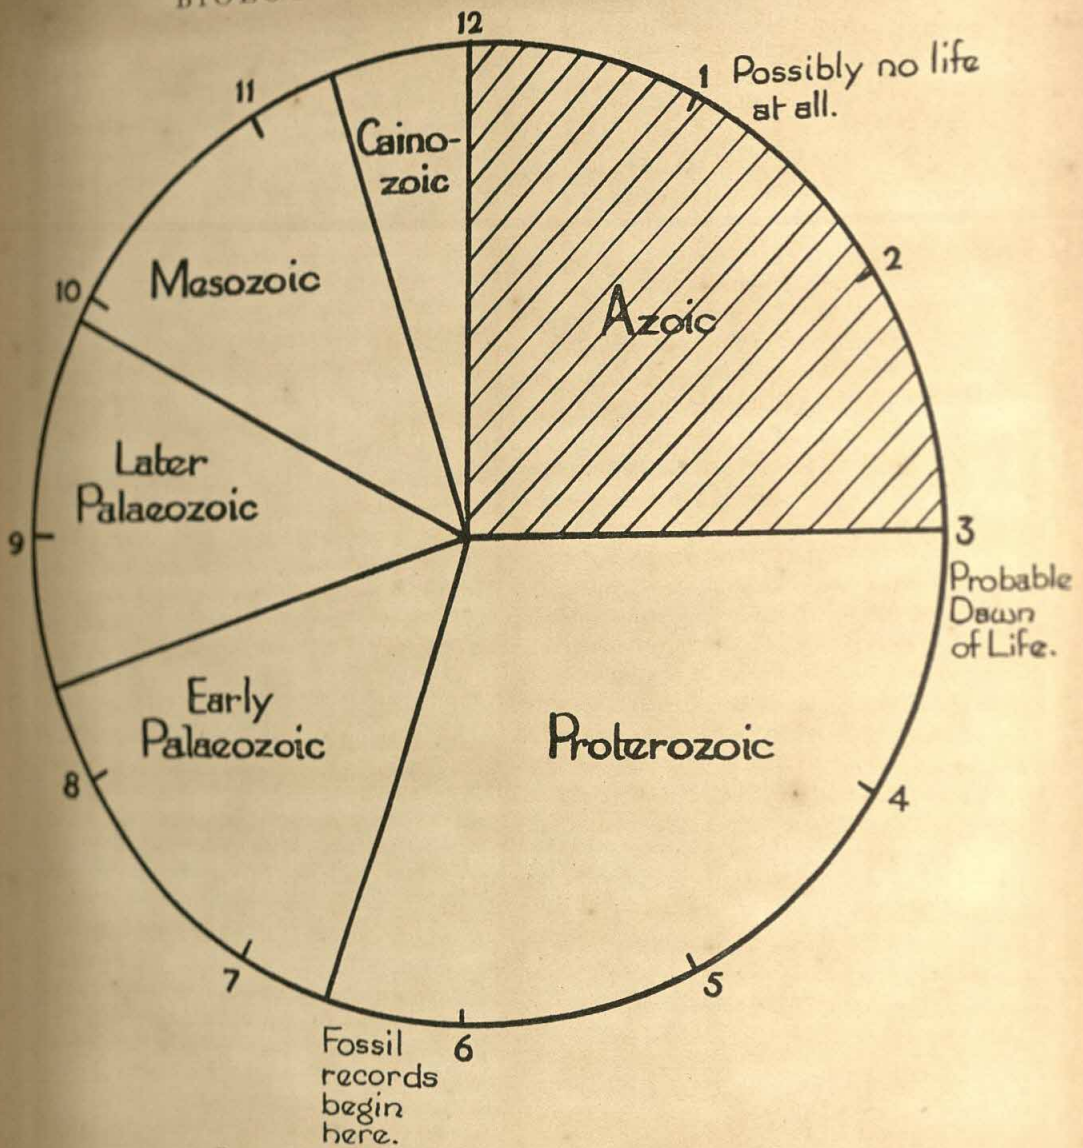 12
1 Possibly no life
at all.
11
Caino-
zoic
2
Azoic
Mesozoic
10
Later
Palaeozoic
9
3
Probable
Dawn
of Life.
Early
Palaeozoic
Proterozoic
8
4
7
5
6
Fossil
records
begin
here.